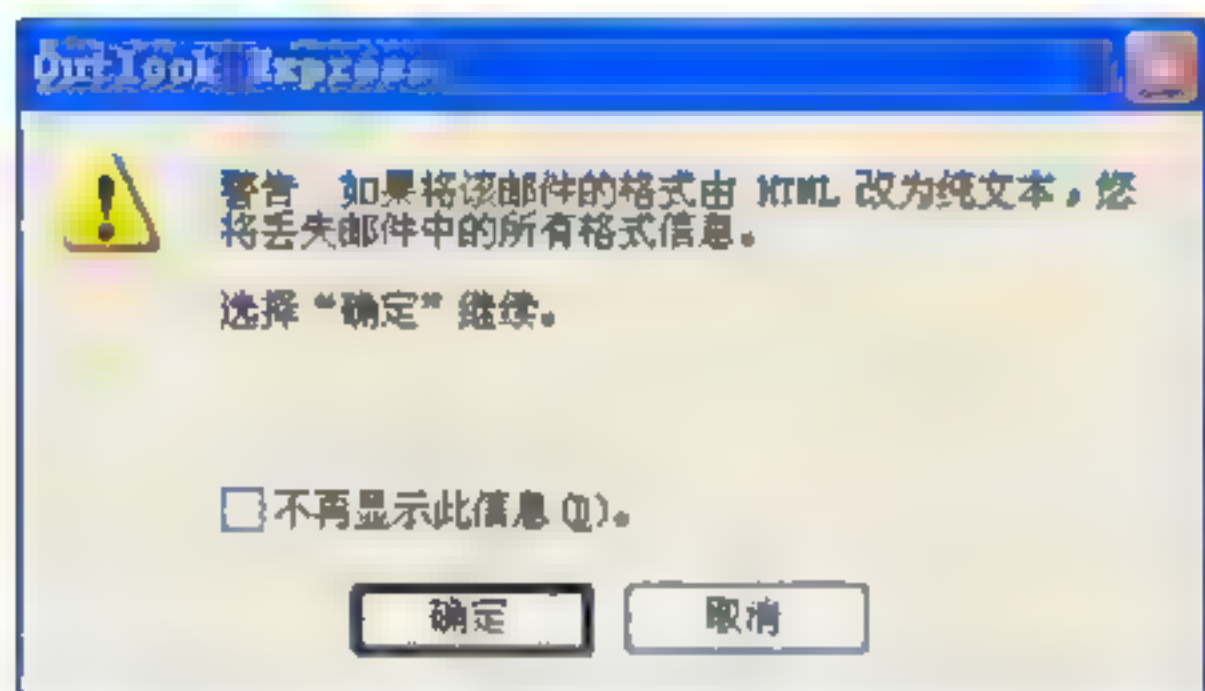 Outlook Express
警告 如果将该邮件的格式由 HTML 改为纯文本，您
将丢失邮件中的所有格式信息。
选择“确定”继续。
不再显示此信息(I)。
确定
取消